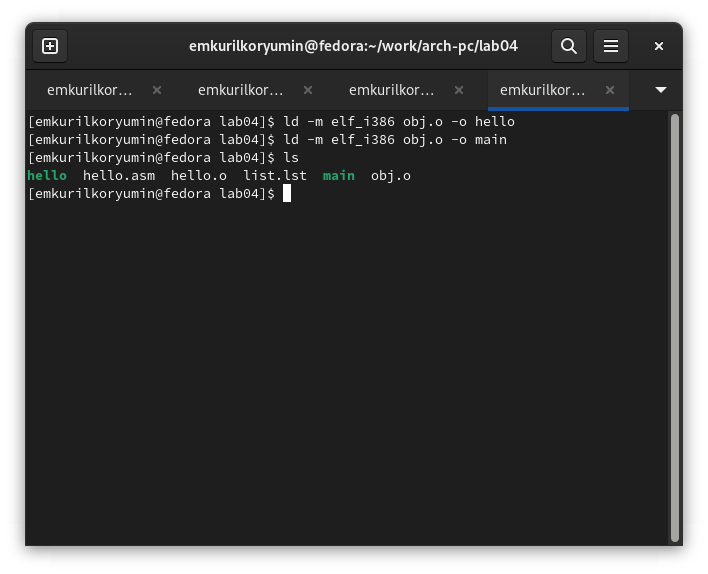 emkurilkoryumin@fedora:~/work/arch-pc/lab04
emkurilkor... emkurilkor... emkurilkor... emkurilkor...
[emkurilkoryumin@fedora lab04]$ ld -m elf_i386 obj.o -o hello
[emkurilkoryumin@fedora lab04]$ ld -m elf_i386 obj.o -o main
[emkurilkoryumin@fedora lab04]$ ls
hello  hello.asm  hello.o  list.lst  main  obj.o
[emkurilkoryumin@fedora lab04]$